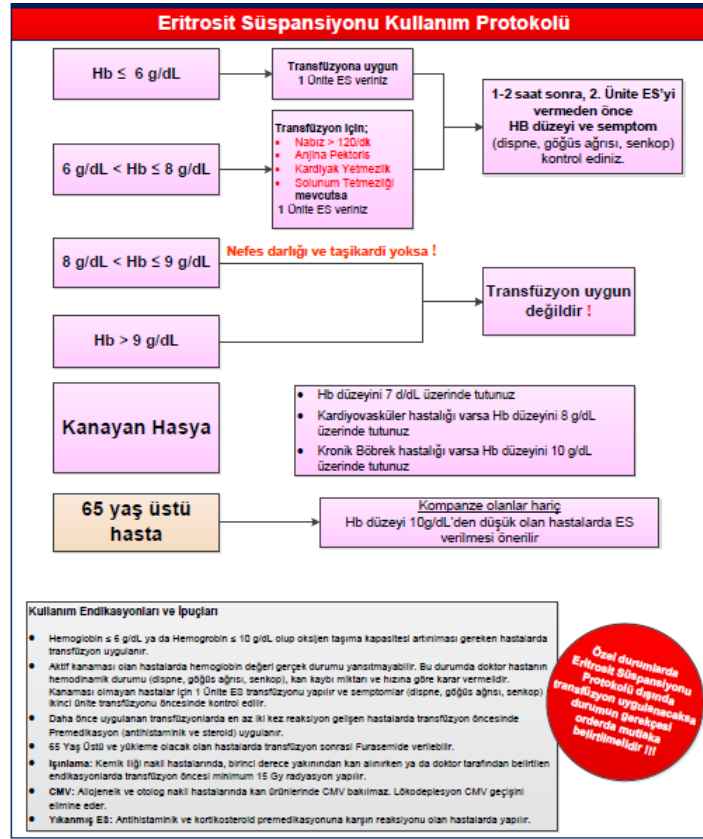 Eritrosit Süspansiyonu Kullanım Protokolü
Hb ≤ 6 g/dL
Transfüzyona uygun
1 Ünite ES veriniz
1-2 saat sonra, 2. Ünite ES'yi
vermeden önce
HB düzeyi ve semptom
(dispne, göğüs ağrısı, senkop)
kontrol ediniz.
6 g/dL < Hb ≤ 8 g/dL
Transfüzyon için;
• Nabız > 120/dk
• Anjina Pektoris
• Kardiyak Yetmezlik
• Solunum Tetmezliği
mevcutsa
1 Ünite ES veriniz
8 g/dL < Hb ≤ 9 g/dL
Nefes darlığı ve taşikardi yoksa !
Transfüzyon uygun
değildir !
Hb > 9 g/dL
Kanayan Hasya
• Hb düzeyini 7 d/dL üzerinde tutunuz
• Kardiyovasküler hastalığı varsa Hb düzeyini 8 g/dL
üzerinde tutunuz
• Kronik Böbrek hastalığı varsa Hb düzeyini 10 g/dL
üzerinde tutunuz
65 yaş üstü
hasta
Kompanze olanlar hariç
Hb düzeyi 10g/dL'den düşük olan hastalarda ES
verilmesi önerilir
Kullanım Endikasyonları ve İpuçları
• Hemoglobin ≤ 6 g/dL ya da Hemogrobin ≤ 10 g/dL olup oksijen taşıma kapasitesi artırılması gereken hastalarda
transfüzyon uygulanır.
• Aktif kanaması olan hastalarda hemoglobin değeri gerçek durumu yansıtmayabilir. Bu durumda doktor hastanın
hemodinamik durumu (dispne, göğüs ağrısı, senkop), kan kaybı miktarı ve hızına göre karar vermelidir.
Kanaması olmayan hastalar için 1 Ünite ES transfüzyonu yapılır ve semptomlar (dispne, göğüs ağrısı, senkop)
ikinci ünite transfüzyonu öncesinde kontrol edilir.
• Daha önce uygulanan transfüzyonlarda en az iki kez reaksiyon gelişen hastalarda transfüzyon öncesinde
Premedikasyon (antihistaminik ve steroid) uygulanır.
• 65 Yaş Üstü ve yükleme olacak olan hastalarda transfüzyon sonrası Furasemide verilebilir.
• Işınlama: Kemik iliği nakli hastalarında, birinci derece yakınından kan alınırken ya da doktor tarafından belirtilen
endikasyonlarda transfüzyon öncesi minimum 15 Gy radyasyon yapılır.
• CMV: Allojeneik ve otolog nakil hastalarında kan ürünlerinde CMV bakılmaz. Lökodeplesyon CMV geçişini
elimine eder.
• Yıkanmış ES: Antihistaminik ve kortikosteroid premedikasyonuna karşın reaksiyonu olan hastalarda yapılır.
Özel durumlarda
Eritrosit Süspansiyonu
Protokolü dışında
transfüzyon uygulanacaksa
durumun gerekçesi
orderda mutlaka
belirtilmelidir !!!